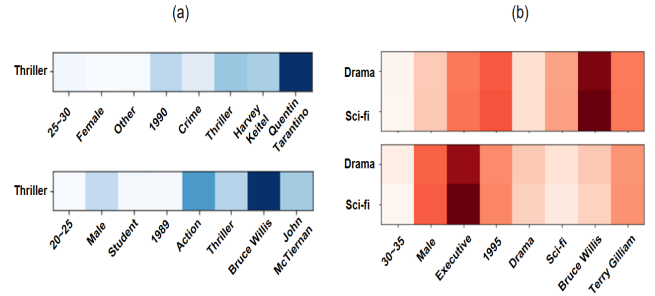 (a)
(b)
Thriller
25~30
Female
Other
1990
Crime
Thriller
Harvey
Keitel
Quentin
Tarantino
Thriller
20~25
Male
Student
1989
Action
Thriller
Bruce Willis
John
McTiernan
Drama
Sci-fi
Drama
Sci-fi
30~35
Male
Executive
1995
Drama
Sci-fi
Bruce Willis
Terry Gilliam